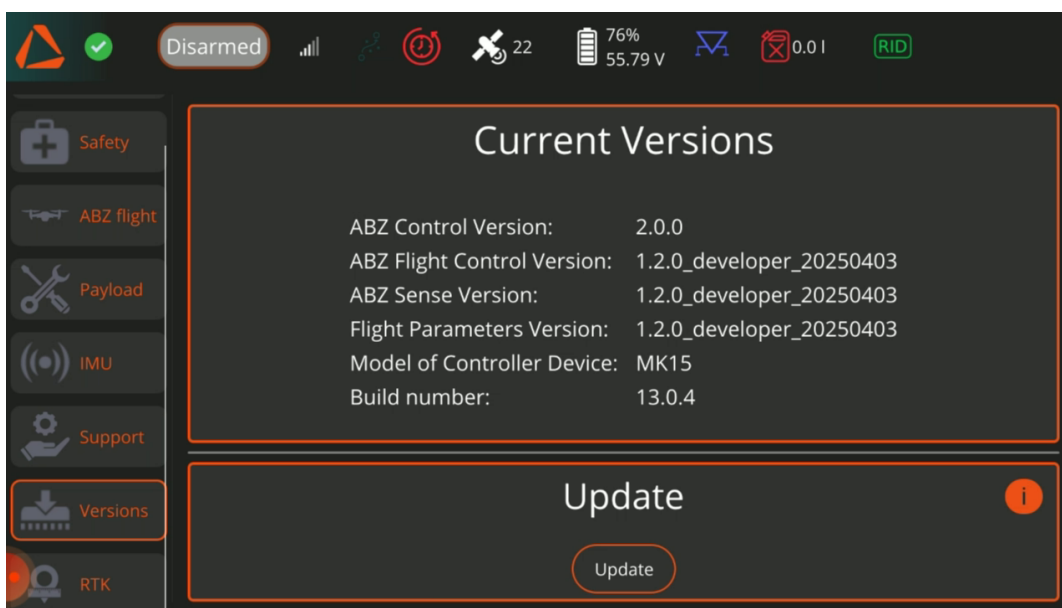 Disarmed
22
76%
55.79 V
0.0 l
RID
Safety
ABZ flight
Payload
IMU
Support
Versions
RTK
Current Versions
ABZ Control Version: 2.0.0
ABZ Flight Control Version: 1.2.0_developer_20250403
ABZ Sense Version: 1.2.0_developer_20250403
Flight Parameters Version: 1.2.0_developer_20250403
Model of Controller Device: MK15
Build number: 13.0.4
Update
i
Update